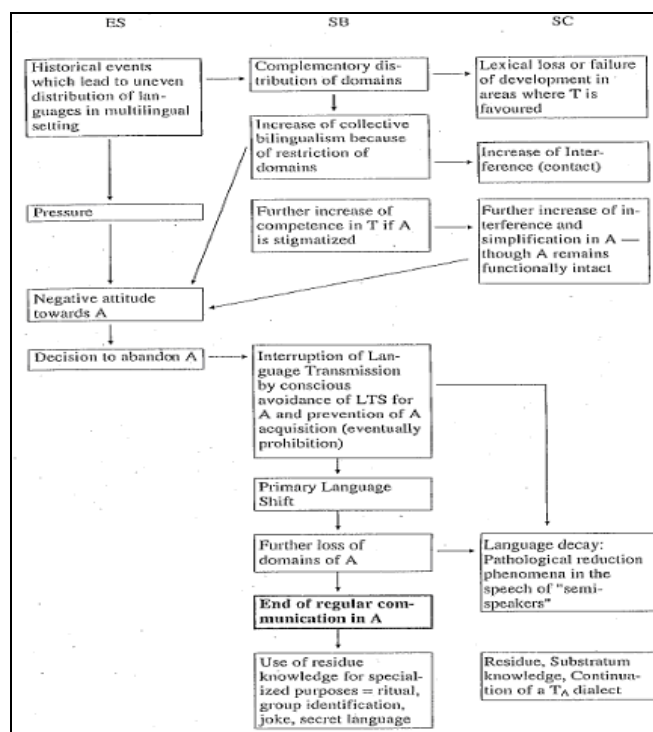 ES
SB
SC
Historical events
which lead to uneven
distribution of lan-
guages in multilingual
setting
Complementory dis-
tribution of domains
Lexical loss or failure
of development in
areas where T is
favoured
Increase of collective
bilingualism because
of restriction of
domains
Increase of Inter-
ference (contact)
Pressure
Further increase of
competence in T if A
is stigmatized
Further increase of in-
terference and
simplification in A —
though A remains
functionally intact
Negative attitude
towards A
Decision to abandon A
Interruption of Lan-
guage Transmission
by conscious
avoidance of LTS for
A and prevention of A
acquisition (eventually
prohibition)
Primary Language
Shift
Further loss of
domains of A
Language decay:
Pathological reduction
phenomena in the
speech of "semi-
speakers"
End of regular com-
munication in A
Use of residue
knowledge for special-
ized purposes = ritual,
group identification,
joke, secret language
Residue, Substratum
knowledge, Continua-
tion of a TA dialect